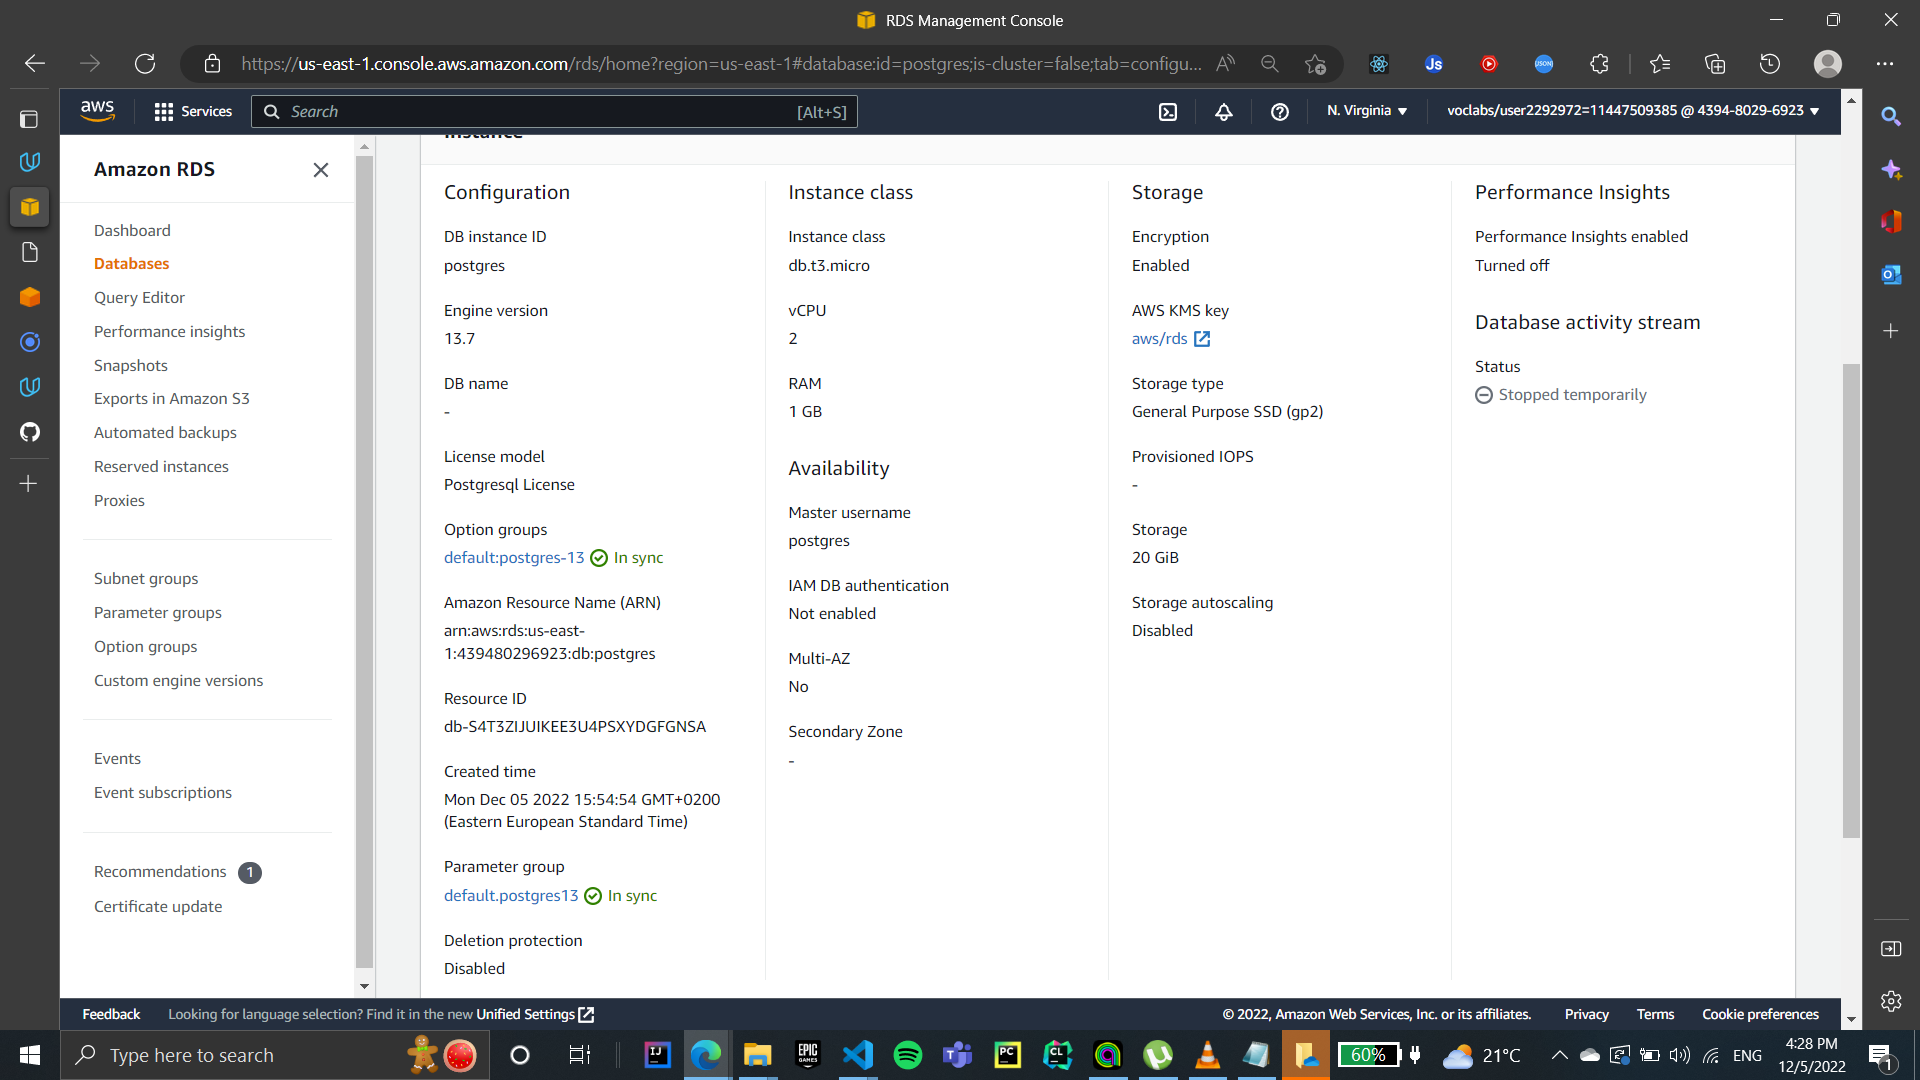 RDS Management Console
https://us-east-1.console.aws.amazon.com/rds/home?region=us-east-1#database:id=postgres;is-cluster=false;tab=configu...
aws
Services
Search
[Alt+S]
N. Virginia
voclabs/user2292972=11447509385 @ 4394-8029-6923
Amazon RDS
Dashboard
Databases
Query Editor
Performance insights
Snapshots
Exports in Amazon S3
Automated backups
Reserved instances
Proxies
Subnet groups
Parameter groups
Option groups
Custom engine versions
Events
Event subscriptions
Recommendations 1
Certificate update
Instance
Configuration
DB instance ID
postgres
Engine version
13.7
DB name
-
License model
Postgresql License
Option groups
default:postgres-13 In sync
Amazon Resource Name (ARN)
arn:aws:rds:us-east-
1:439480296923:db:postgres
Resource ID
db-S4T3ZIJUIKEE3U4PSXYDGFGNSA
Created time
Mon Dec 05 2022 15:54:54 GMT+0200
(Eastern European Standard Time)
Parameter group
default.postgres13 In sync
Deletion protection
Disabled
Instance class
Instance class
db.t3.micro
vCPU
2
RAM
1 GB
Availability
Master username
postgres
IAM DB authentication
Not enabled
Multi-AZ
No
Secondary Zone
-
Storage
Encryption
Enabled
AWS KMS key
aws/rds
Storage type
General Purpose SSD (gp2)
Provisioned IOPS
-
Storage
20 GiB
Storage autoscaling
Disabled
Performance Insights
Performance Insights enabled
Turned off
Database activity stream
Status
Stopped temporarily
Feedback
Looking for language selection? Find it in the new Unified Settings
© 2022, Amazon Web Services, Inc. or its affiliates.
Privacy
Terms
Cookie preferences
Type here to search
60%
21°C
ENG
4:28 PM
12/5/2022
1